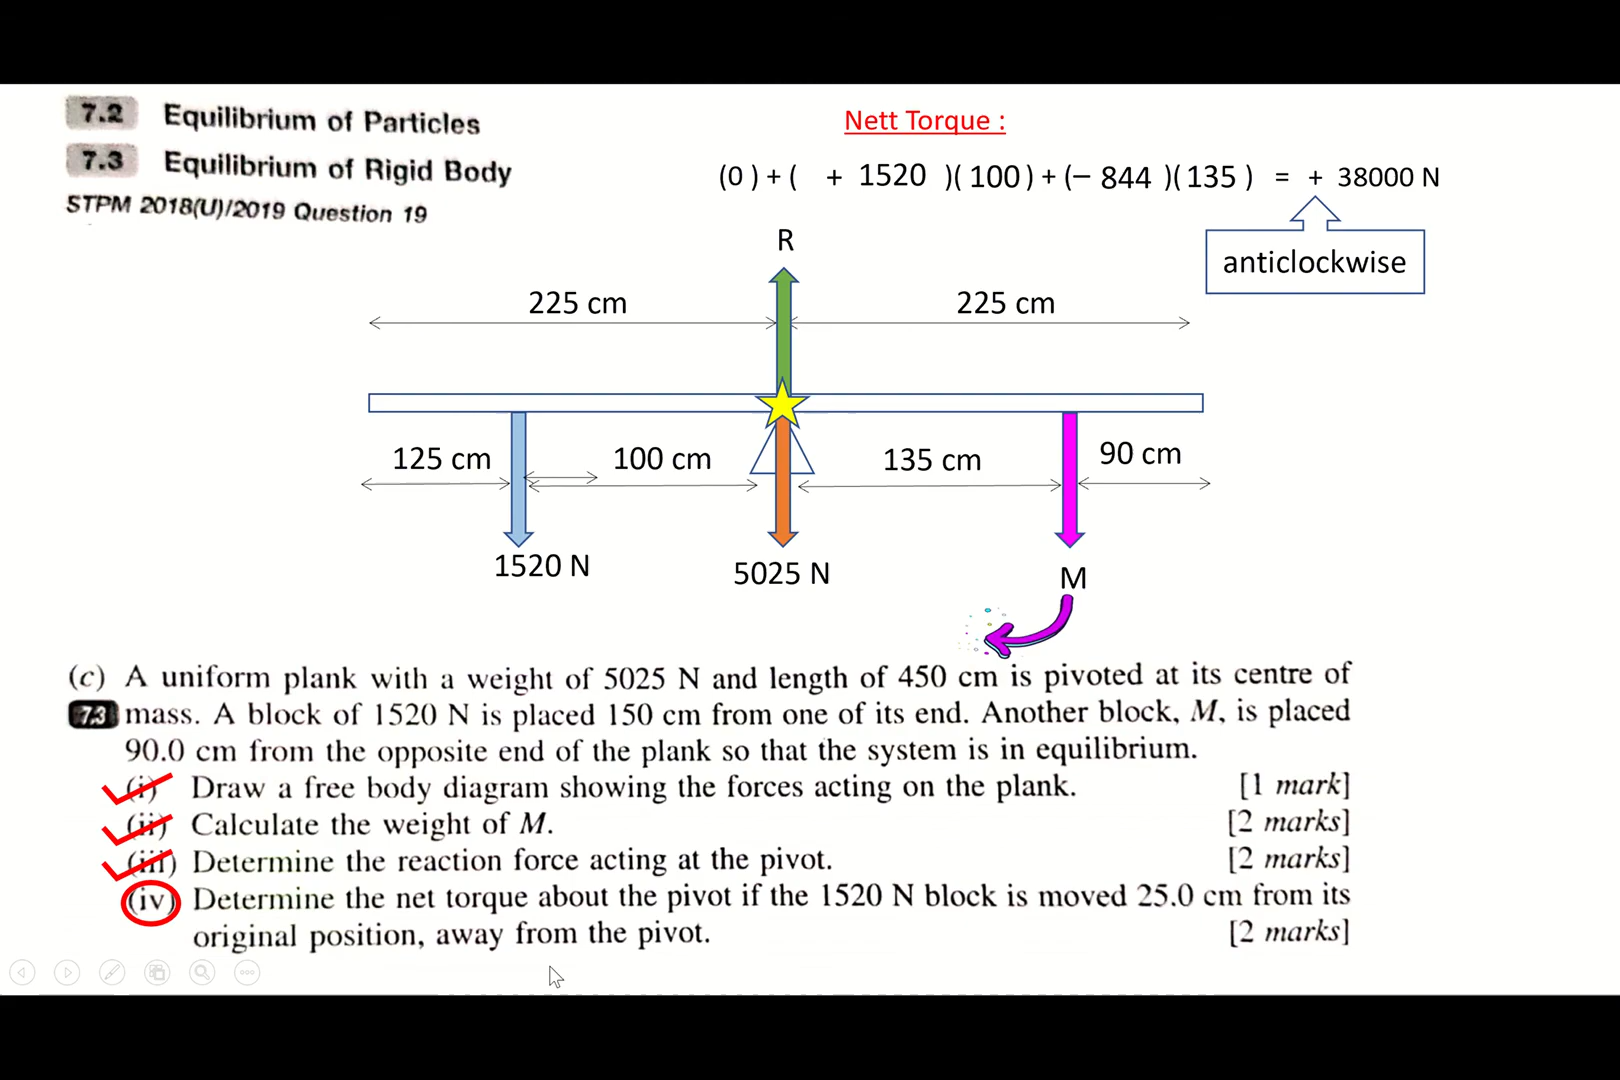 7.2 Equilibrium of Particles
7.3 Equilibrium of Rigid Body
STPM 2018(U)/2019 Question 19
Nett Torque :
(0 ) + ( + 1520 )( 100 ) + (− 844 )( 135 ) = + 38000 N
anticlockwise
R
225 cm 225 cm
125 cm 100 cm 135 cm 90 cm
1520 N 5025 N M
(c) A uniform plank with a weight of 5025 N and length of 450 cm is pivoted at its centre of
7.3 mass. A block of 1520 N is placed 150 cm from one of its end. Another block, M, is placed
90.0 cm from the opposite end of the plank so that the system is in equilibrium.
(i) Draw a free body diagram showing the forces acting on the plank. [1 mark]
(ii) Calculate the weight of M. [2 marks]
(iii) Determine the reaction force acting at the pivot. [2 marks]
(iv) Determine the net torque about the pivot if the 1520 N block is moved 25.0 cm from its
original position, away from the pivot. [2 marks]